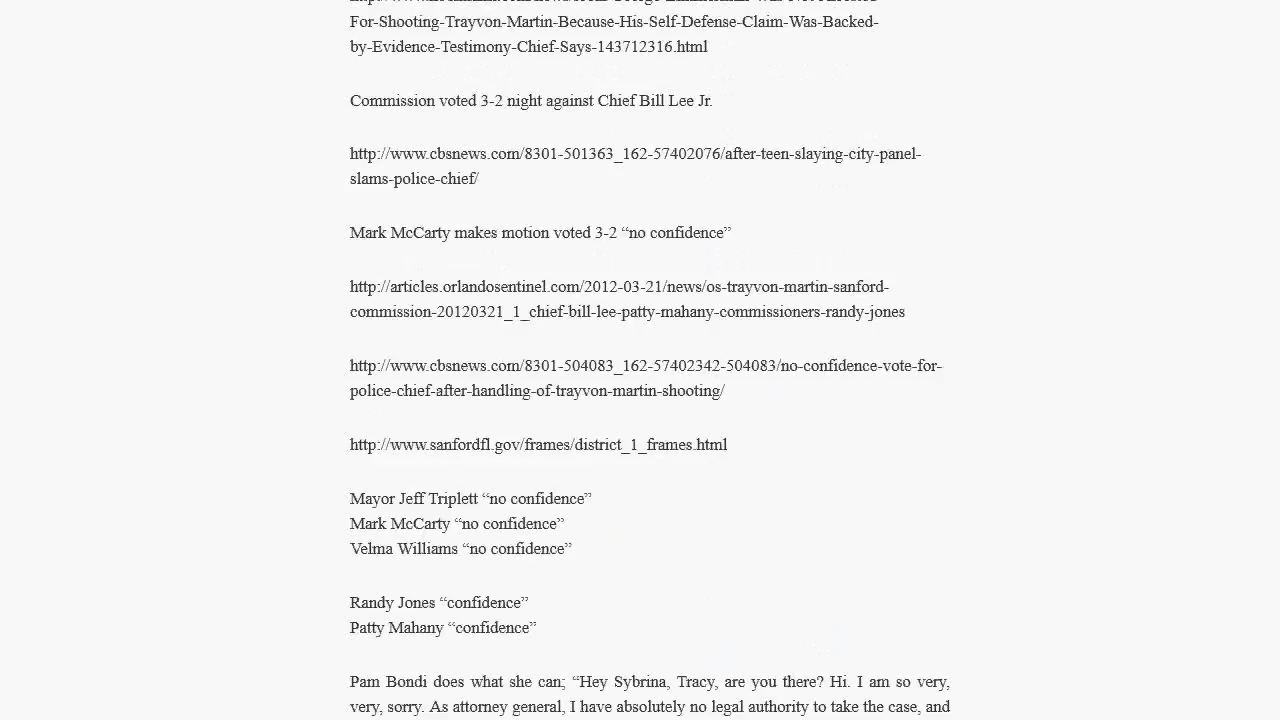 For-Shooting-Trayvon-Martin-Because-His-Self-Defense-Claim-Was-Backed-
by-Evidence-Testimony-Chief-Says-143712316.html
Commission voted 3-2 night against Chief Bill Lee Jr.
http://www.cbsnews.com/8301-501363_162-57402076/after-teen-slaying-city-panel-
slams-police-chief/
Mark McCarty makes motion voted 3-2 “no confidence”
http://articles.orlandosentinel.com/2012-03-21/news/os-trayvon-martin-sanford-
commission-20120321_1_chief-bill-lee-patty-mahany-commissioners-randy-jones
http://www.cbsnews.com/8301-504083_162-57402342-504083/no-confidence-vote-for-
police-chief-after-handling-of-trayvon-martin-shooting/
http://www.sanfordfl.gov/frames/district_1_frames.html
Mayor Jeff Triplett “no confidence”
Mark McCarty “no confidence”
Velma Williams “no confidence”
Randy Jones “confidence”
Patty Mahany “confidence”
Pam Bondi does what she can; “Hey Sybrina, Tracy, are you there? Hi. I am so very,
very, sorry. As attorney general, I have absolutely no legal authority to take the case, and